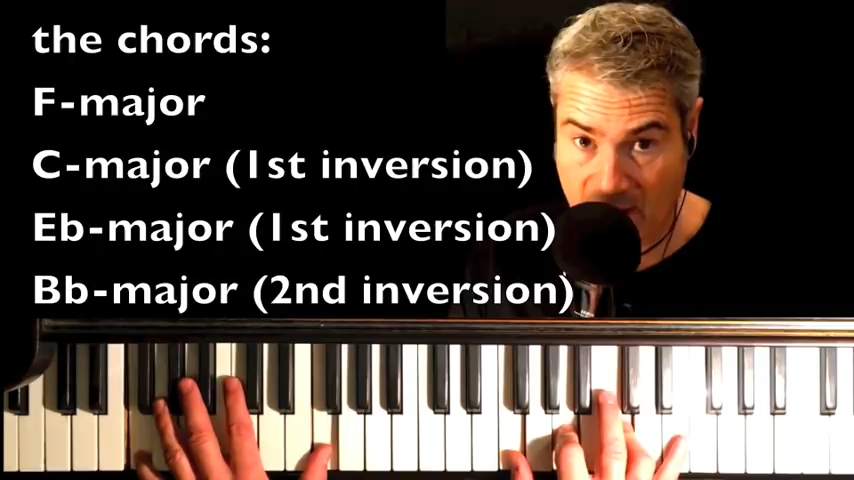 the chords:
F-major
C-major (1st inversion)
Eb-major (1st inversion)
Bb-major (2nd inversion)